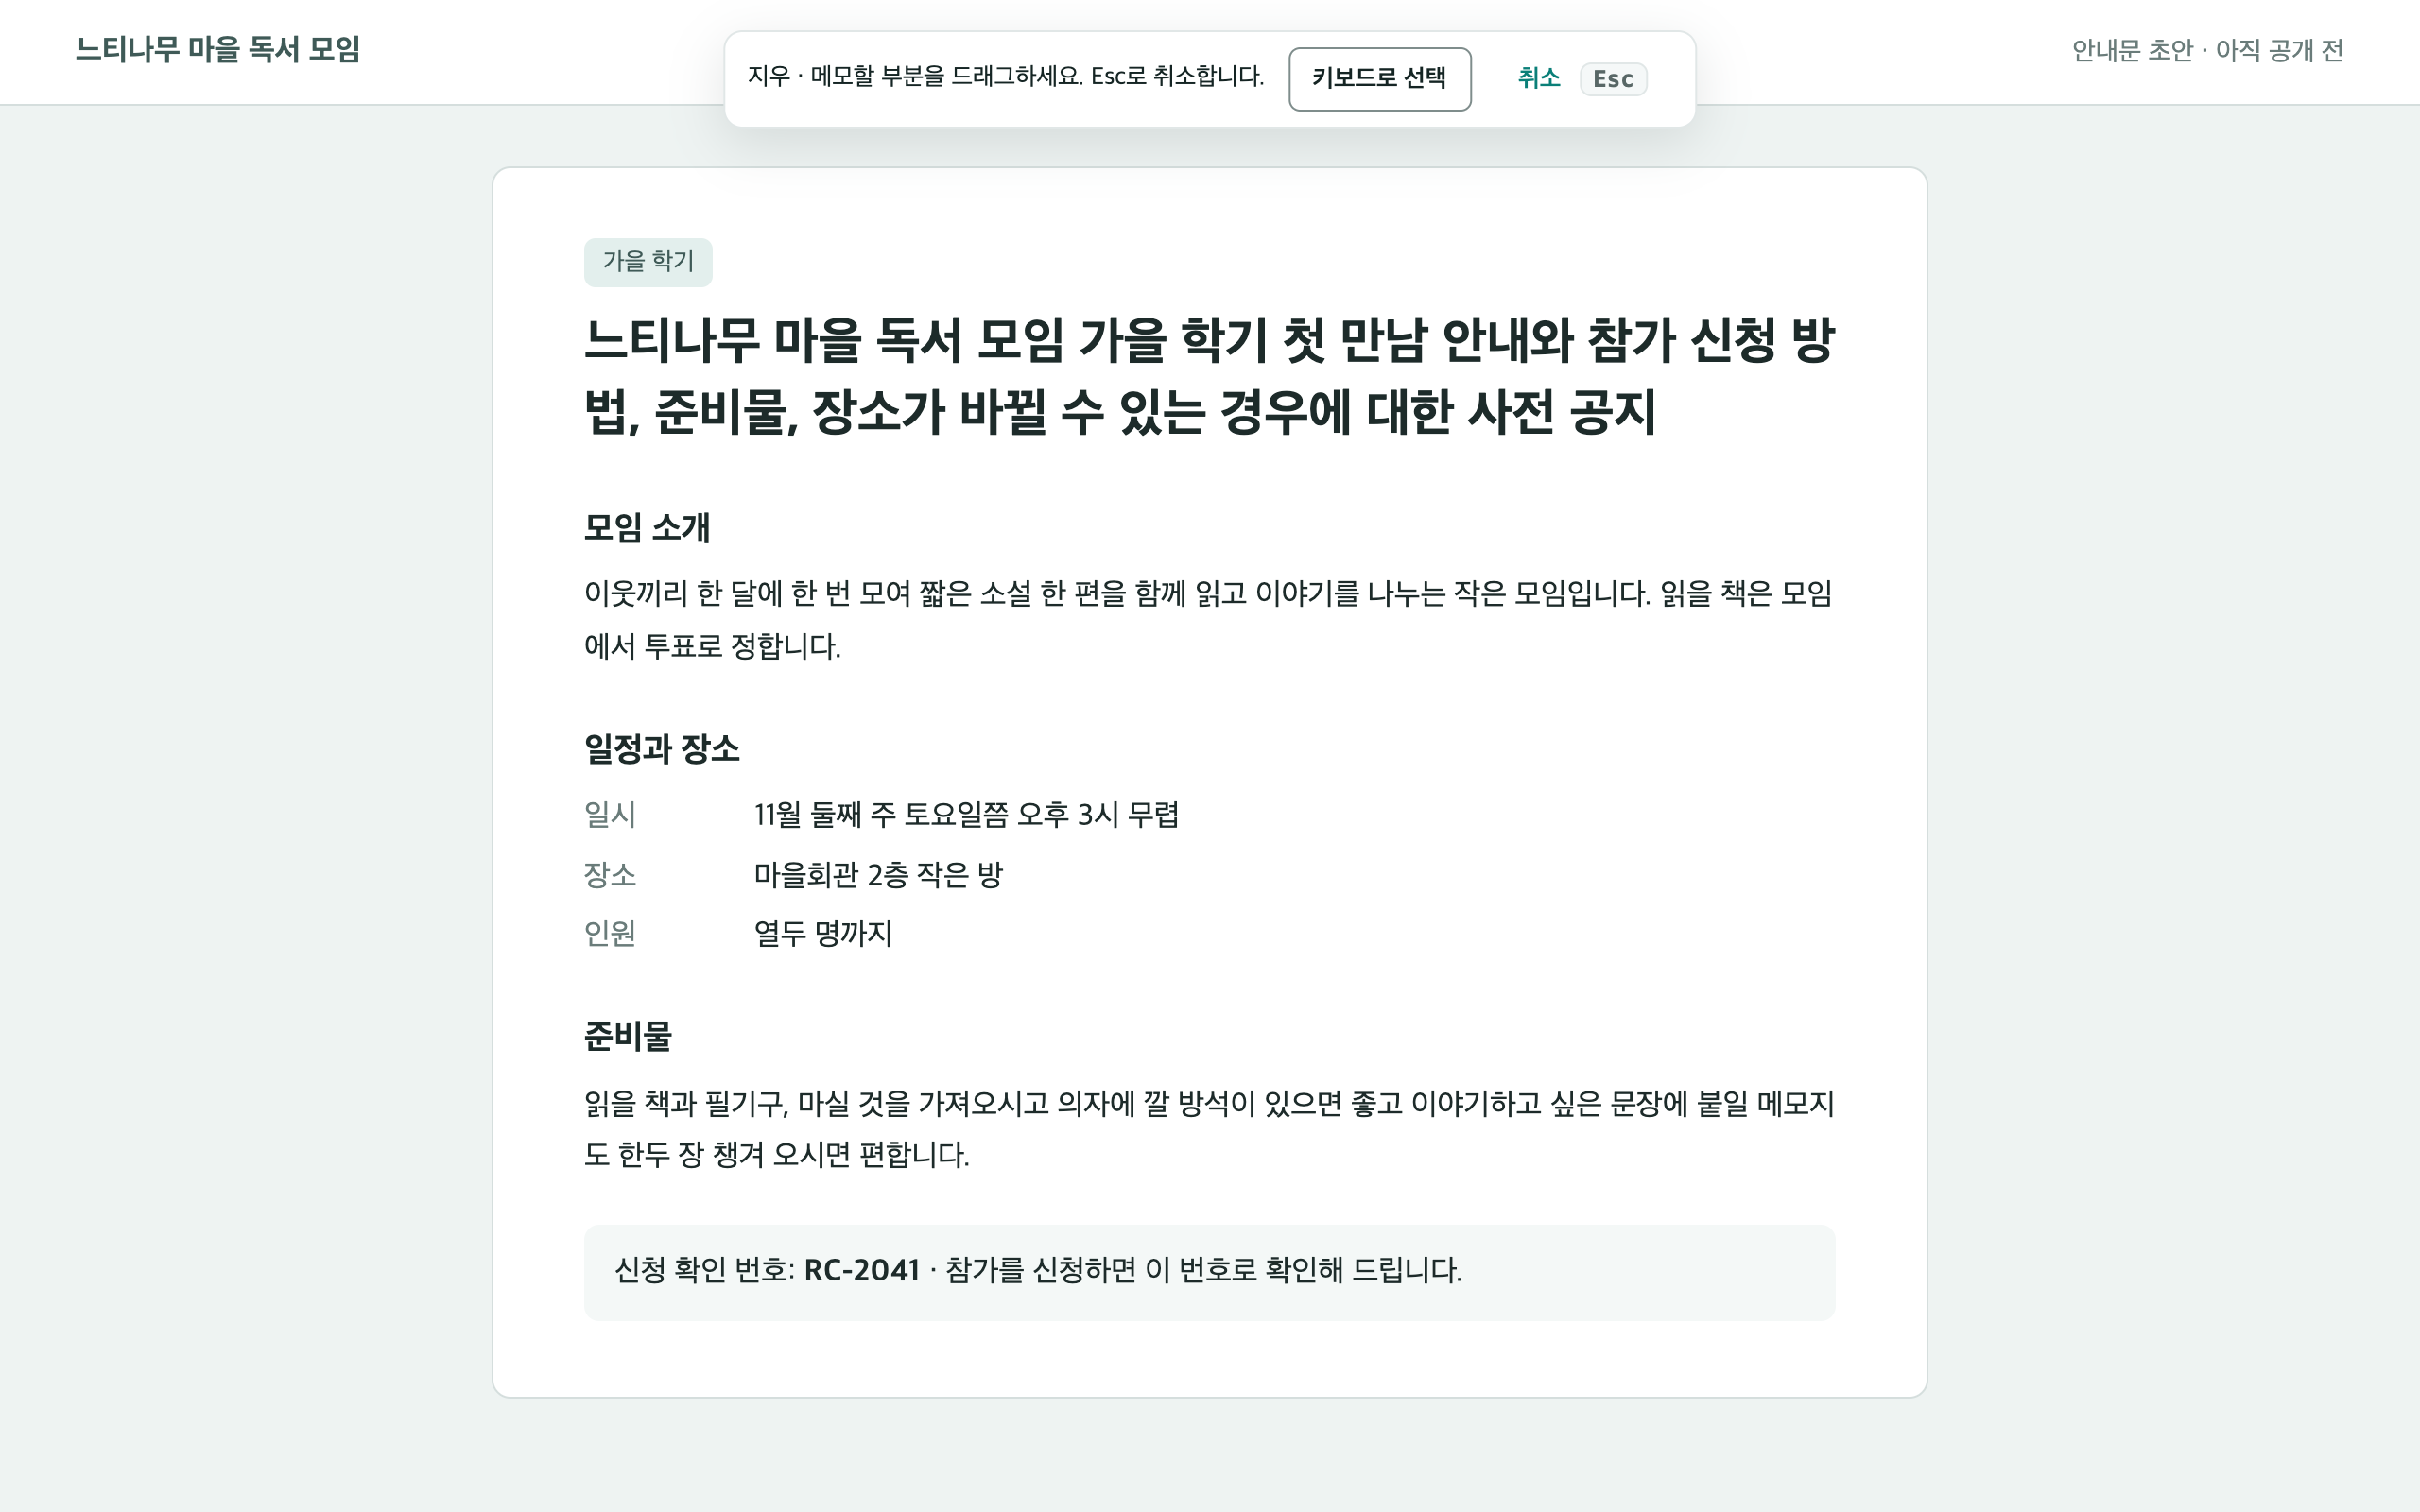 느티나무 마을 독서 모임
지우 · 메모할 부분을 드래그하세요. Esc로 취소합니다.
키보드로 선택
취소 Esc
안내문 초안 · 아직 공개 전
가을 학기
느티나무 마을 독서 모임 가을 학기 첫 만남 안내와 참가 신청 방
법, 준비물, 장소가 바뀔 수 있는 경우에 대한 사전 공지
모임 소개
이웃끼리 한 달에 한 번 모여 짧은 소설 한 편을 함께 읽고 이야기를 나누는 작은 모임입니다. 읽을 책은 모임
에서 투표로 정합니다.
일정과 장소
일시 11월 둘째 주 토요일쯤 오후 3시 무렵
장소 마을회관 2층 작은 방
인원 열두 명까지
준비물
읽을 책과 필기구, 마실 것을 가져오시고 의자에 깔 방석이 있으면 좋고 이야기하고 싶은 문장에 붙일 메모지
도 한두 장 챙겨 오시면 편합니다.
신청 확인 번호: RC-2041 · 참가를 신청하면 이 번호로 확인해 드립니다.